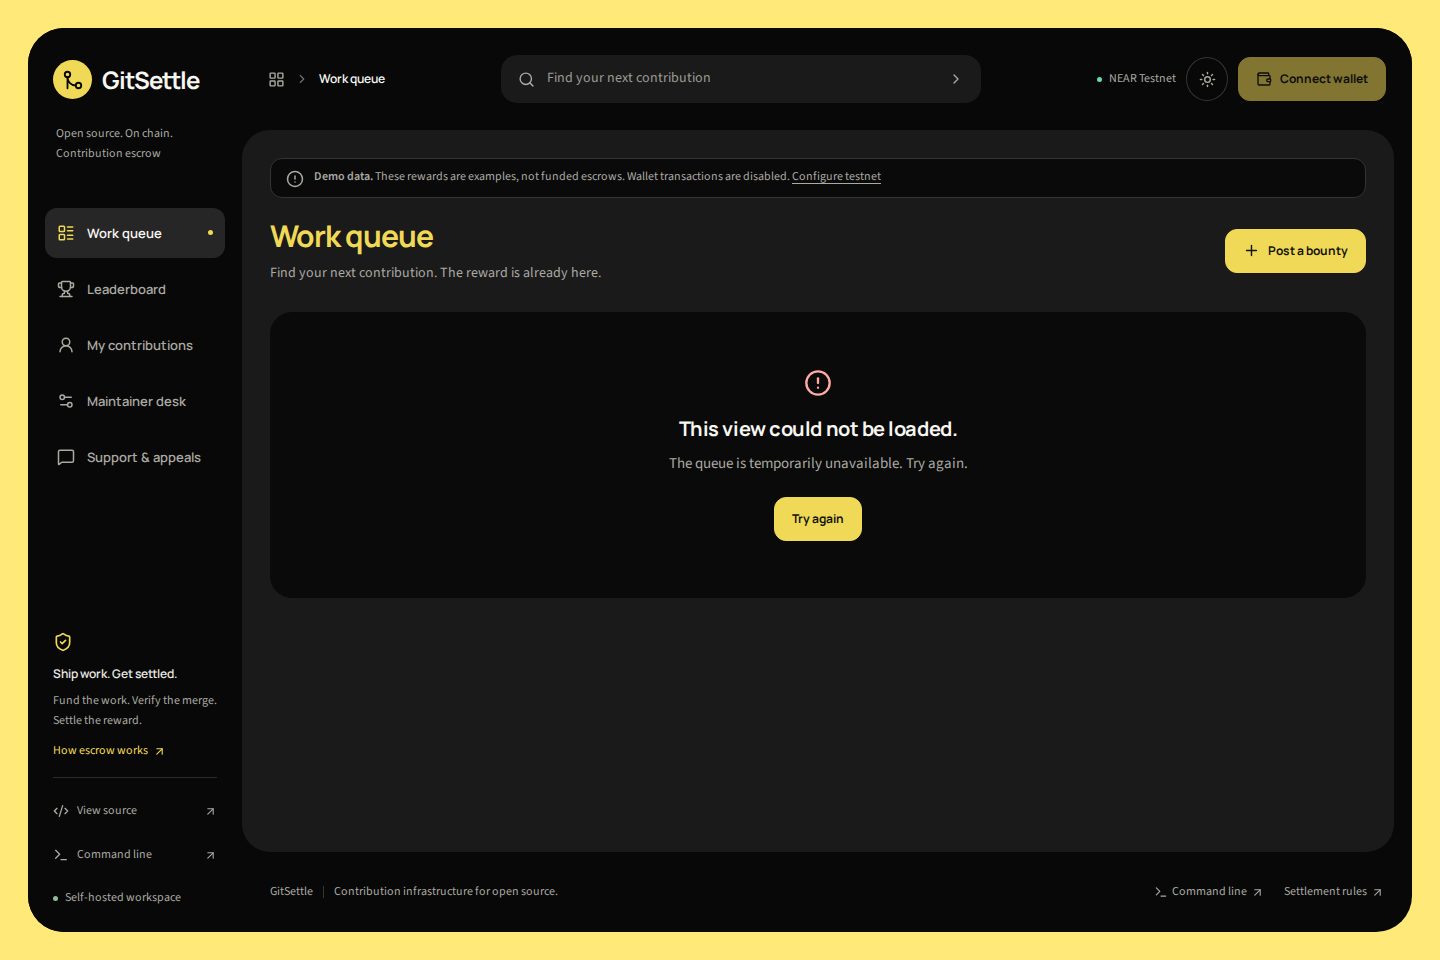 GitSettle
Work queue
Find your next contribution
NEAR Testnet
Connect wallet
Open source. On chain.
Contribution escrow
Work queue
Leaderboard
My contributions
Maintainer desk
Support & appeals
Ship work. Get settled.
Fund the work. Verify the merge.
Settle the reward.
How escrow works
View source
Command line
Self-hosted workspace
Demo data. These rewards are examples, not funded escrows. Wallet transactions are disabled. Configure testnet
Work queue
Find your next contribution. The reward is already here.
Post a bounty
This view could not be loaded.
The queue is temporarily unavailable. Try again.
Try again
GitSettle
Contribution infrastructure for open source.
Command line
Settlement rules